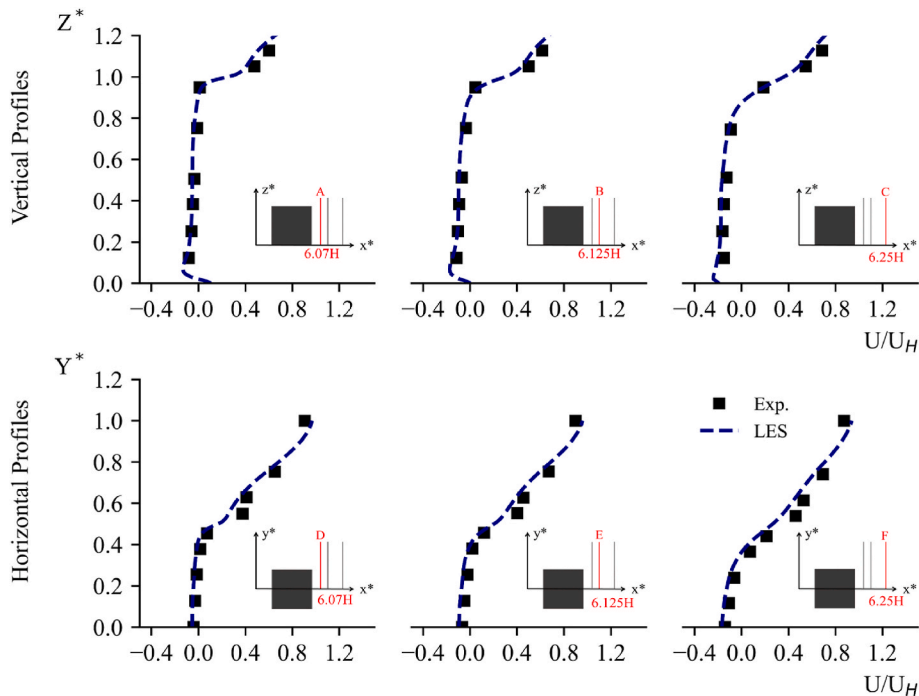 Z*
Vertical Profiles
1.2
1.0
0.8
0.6
0.4
0.2
0.0
z*
A
x*
6.07H
z*
B
x*
6.125H
z*
C
x*
6.25H
−0.4 0.0 0.4 0.8 1.2
−0.4 0.0 0.4 0.8 1.2
−0.4 0.0 0.4 0.8 1.2
U/U_H
Y*
Horizontal Profiles
1.2
1.0
0.8
0.6
0.4
0.2
0.0
y*
D
x*
6.07H
y*
E
x*
6.125H
Exp.
LES
y*
F
x*
6.25H
−0.4 0.0 0.4 0.8 1.2
−0.4 0.0 0.4 0.8 1.2
−0.4 0.0 0.4 0.8 1.2
U/U_H